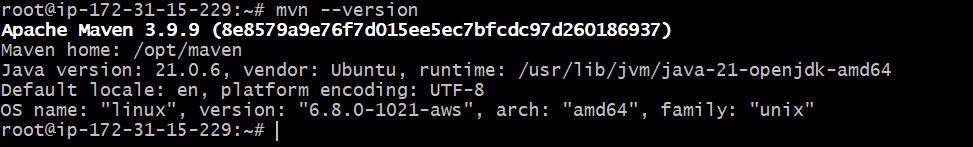 root@ip-172-31-15-229:~# mvn --version
Apache Maven 3.9.9 (8e8579a9e76f7d015ee5ec7bfcdc97d260186937)
Maven home: /opt/maven
Java version: 21.0.6, vendor: Ubuntu, runtime: /usr/lib/jvm/java-21-openjdk-amd64
Default locale: en, platform encoding: UTF-8
OS name: "linux", version: "6.8.0-1021-aws", arch: "amd64", family: "unix"
root@ip-172-31-15-229:~#